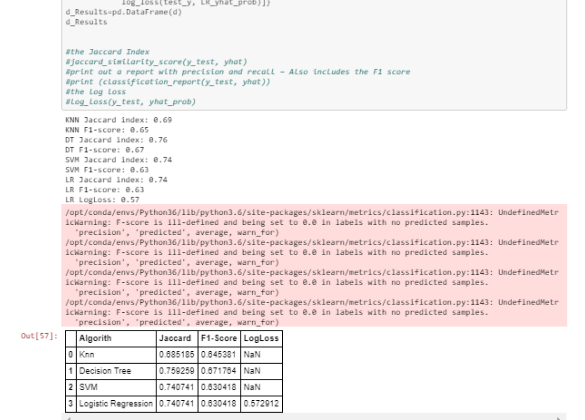 log_loss(test_y, LR_yhat_prob)]}
d_Results=pd.DataFrame(d)
d_Results
#the Jaccard Index
#jaccard_similarity_score(y_test, yhat)
#print out a report with precision and recall - Also includes the F1 score
#print (classification_report(y_test, yhat))
#the log loss
#log_loss(y_test, yhat_prob)
KNN Jaccard index: 0.69
KNN F1-score: 0.65
DT Jaccard index: 0.76
DT F1-score: 0.67
SVM Jaccard index: 0.74
SVM F1-score: 0.63
LR Jaccard index: 0.74
LR F1-score: 0.63
LR LogLoss: 0.57
/opt/conda/envs/Python36/lib/python3.6/site-packages/sklearn/metrics/classification.py:1143: UndefinedMetr
icWarning: F-score is ill-defined and being set to 0.0 in labels with no predicted samples.
'precision', 'predicted', average, warn_for)
/opt/conda/envs/Python36/lib/python3.6/site-packages/sklearn/metrics/classification.py:1143: UndefinedMetr
icWarning: F-score is ill-defined and being set to 0.0 in labels with no predicted samples.
'precision', 'predicted', average, warn_for)
/opt/conda/envs/Python36/lib/python3.6/site-packages/sklearn/metrics/classification.py:1143: UndefinedMetr
icWarning: F-score is ill-defined and being set to 0.0 in labels with no predicted samples.
'precision', 'predicted', average, warn_for)
/opt/conda/envs/Python36/lib/python3.6/site-packages/sklearn/metrics/classification.py:1143: UndefinedMetr
icWarning: F-score is ill-defined and being set to 0.0 in labels with no predicted samples.
'precision', 'predicted', average, warn_for)
Out[57]: Algorith Jaccard F1-Score LogLoss
0 Knn 0.685185 0.645381 NaN
1 Decision Tree 0.759259 0.671764 NaN
2 SVM 0.740741 0.630418 NaN
3 Logistic Regression 0.740741 0.630418 0.572912